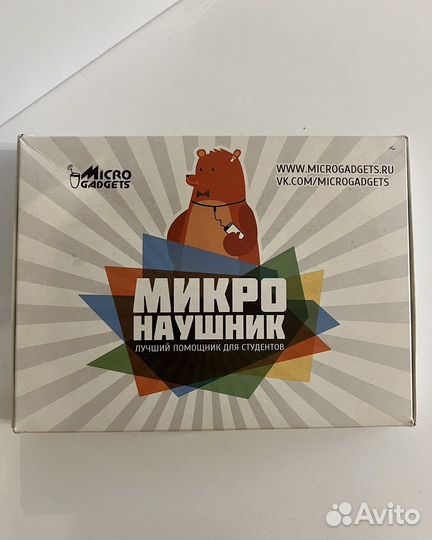 MICRO
GADGETS
WWW.MICROGADGETS.RU
VK.COM/MICROGADGETS
МИКРО
НАУШНИК
ЛУЧШИЙ ПОМОЩНИК ДЛЯ СТУДЕНТОВ
Avito